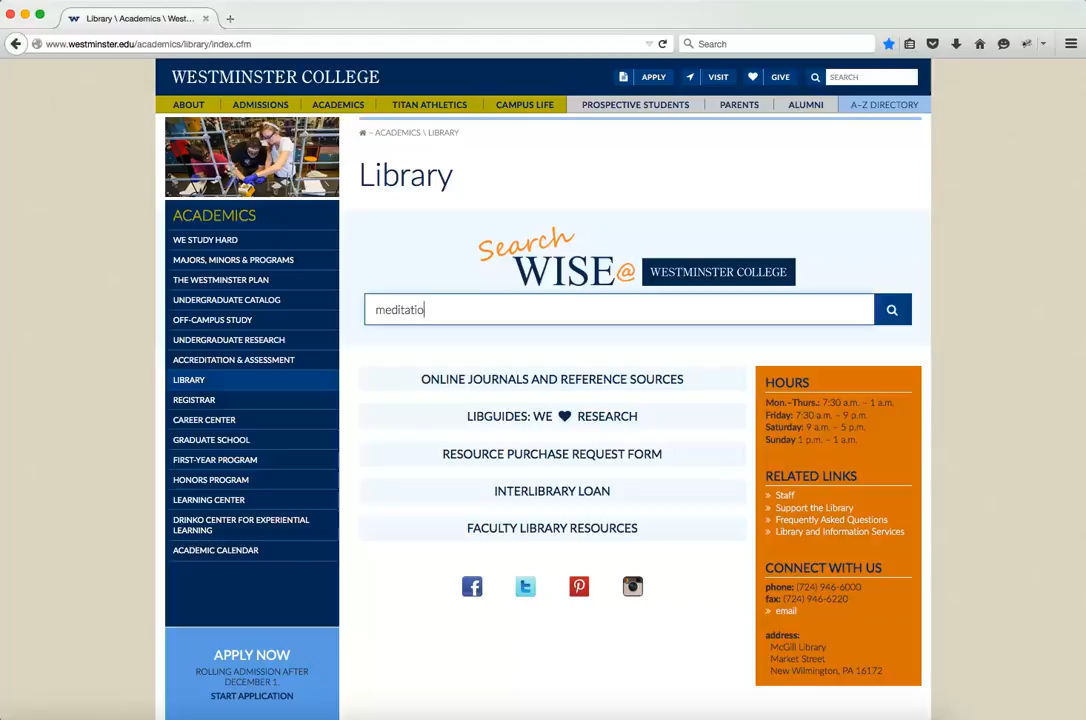 Library \ Academics \ West...
www.westminster.edu/academics/library/index.cfm
Search
WESTMINSTER COLLEGE
APPLY
VISIT
GIVE
SEARCH
ABOUT
ADMISSIONS
ACADEMICS
TITAN ATHLETICS
CAMPUS LIFE
PROSPECTIVE STUDENTS
PARENTS
ALUMNI
A–Z DIRECTORY
– ACADEMICS \ LIBRARY
Library
ACADEMICS
WE STUDY HARD
MAJORS, MINORS & PROGRAMS
THE WESTMINSTER PLAN
UNDERGRADUATE CATALOG
OFF-CAMPUS STUDY
UNDERGRADUATE RESEARCH
ACCREDITATION & ASSESSMENT
LIBRARY
REGISTRAR
CAREER CENTER
GRADUATE SCHOOL
FIRST-YEAR PROGRAM
HONORS PROGRAM
LEARNING CENTER
DRINKO CENTER FOR EXPERIENTIAL
LEARNING
ACADEMIC CALENDAR
APPLY NOW
ROLLING ADMISSION AFTER
DECEMBER 1.
START APPLICATION
Search
WISE@ WESTMINSTER COLLEGE
meditatio
ONLINE JOURNALS AND REFERENCE SOURCES
LIBGUIDES: WE ♥ RESEARCH
RESOURCE PURCHASE REQUEST FORM
INTERLIBRARY LOAN
FACULTY LIBRARY RESOURCES
HOURS
Mon.–Thurs.: 7:30 a.m. – 1 a.m.
Friday: 7:30 a.m. – 9 p.m.
Saturday: 9 a.m. – 5 p.m.
Sunday 1 p.m. – 1 a.m.
RELATED LINKS
» Staff
» Support the Library
» Frequently Asked Questions
» Library and Information Services
CONNECT WITH US
phone: (724) 946-6000
fax: (724) 946-6220
» email
address:
McGill Library
Market Street
New Wilmington, PA 16172